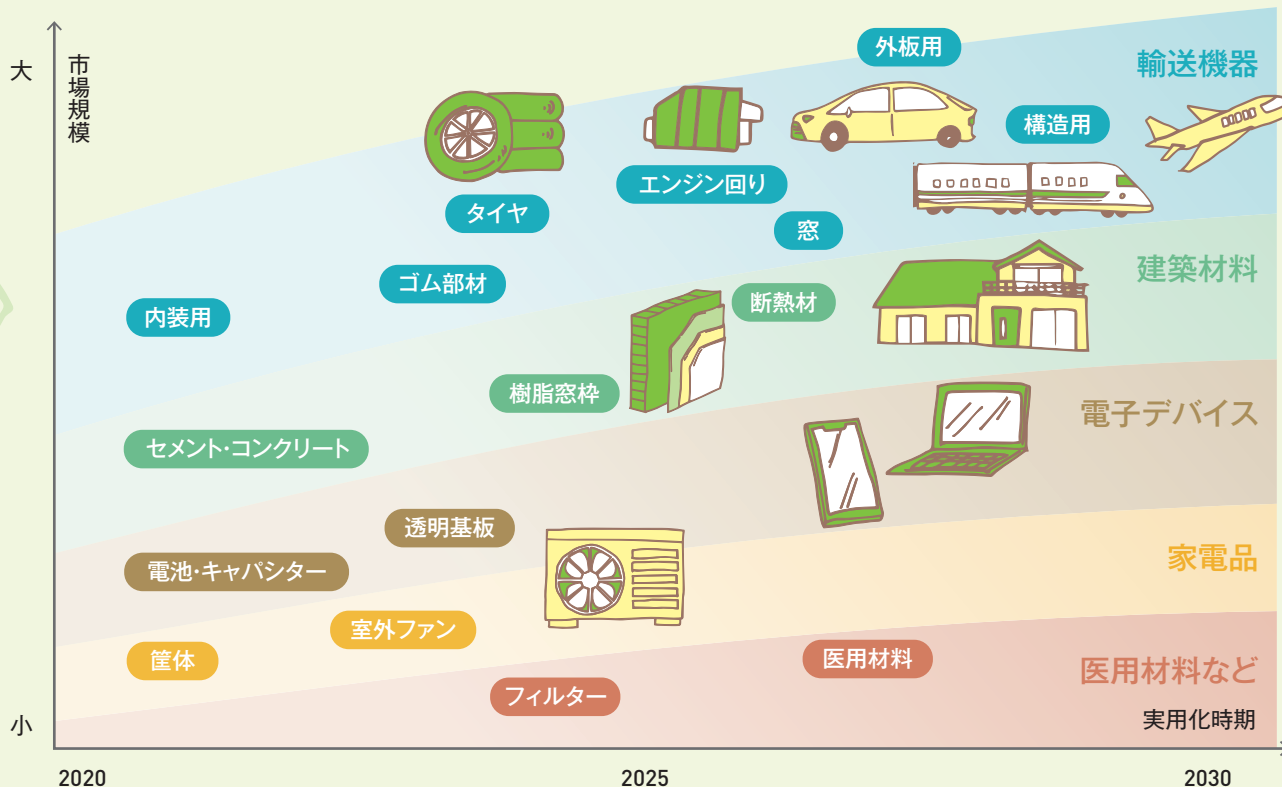 大
市場規模
外板用
輸送機器
構造用
エンジン回り
タイヤ
窓
ゴム部材
内装用
建築材料
断熱材
樹脂窓枠
セメント・コンクリート
電子デバイス
透明基板
電池・キャパシター
家電品
室外ファン
筐体
医用材料
医用材料など
フィルター
小
実用化時期
2020
2025
2030